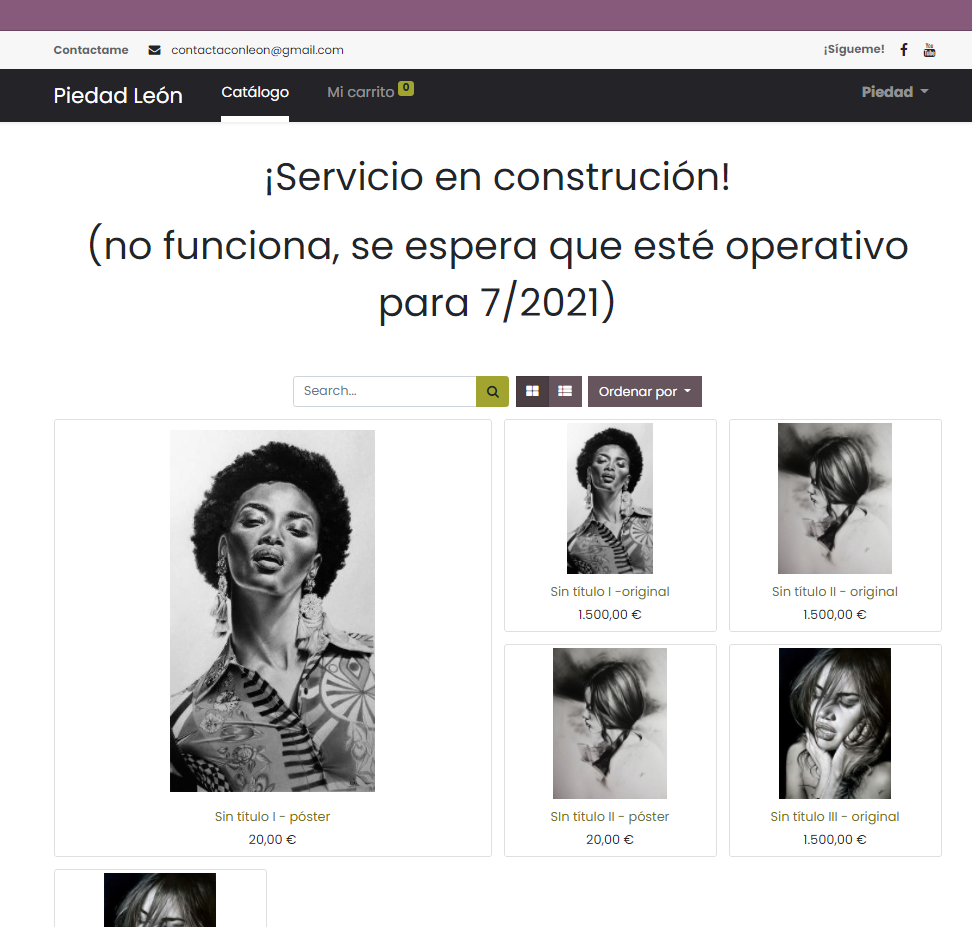 Contactame contactaconleon@gmail.com ¡Sígueme! You Tube
Piedad León Catálogo Mi carrito 0 Piedad
¡Servicio en construción!
(no funciona, se espera que esté operativo
para 7/2021)
Search... Ordenar por
Sin título I -original
1.500,00 €
Sin título II - original
1.500,00 €
Sin título I - póster
20,00 €
SIn título II - póster
20,00 €
Sin título III - original
1.500,00 €